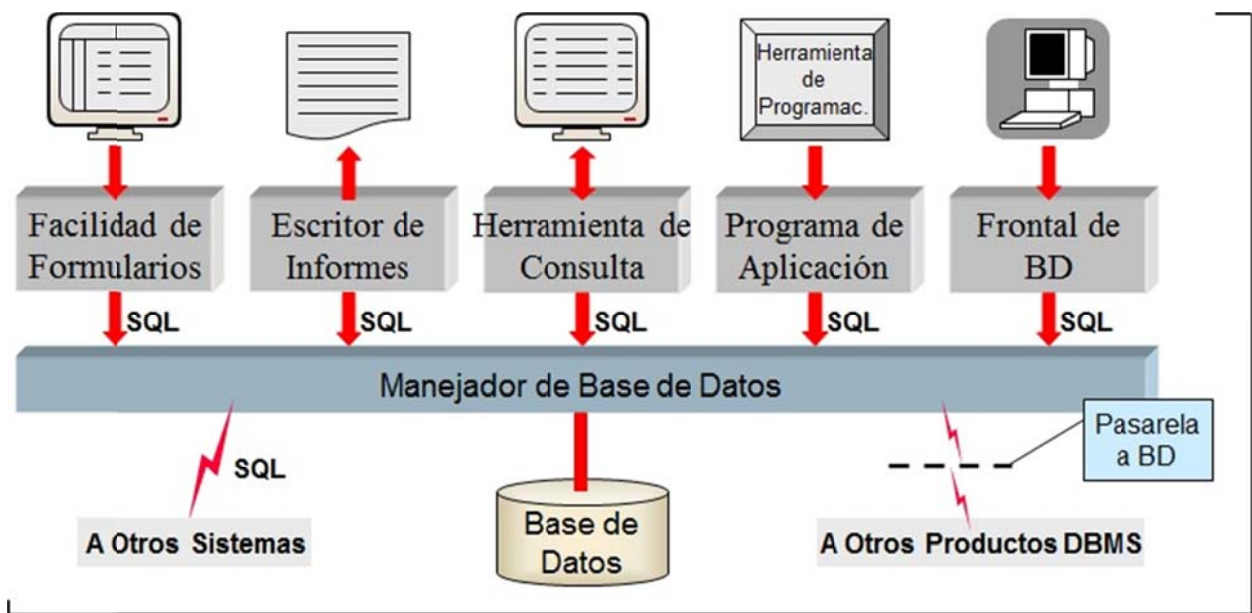 Herramienta
de
Programac.
Facilidad de
Formularios
Escritor de
Informes
Herramienta de
Consulta
Programa de
Aplicación
Frontal de
BD
SQL
SQL
SQL
SQL
SQL
Manejador de Base de Datos
Pasarela
a BD
SQL
A Otros Sistemas
Base de
Datos
A Otros Productos DBMS